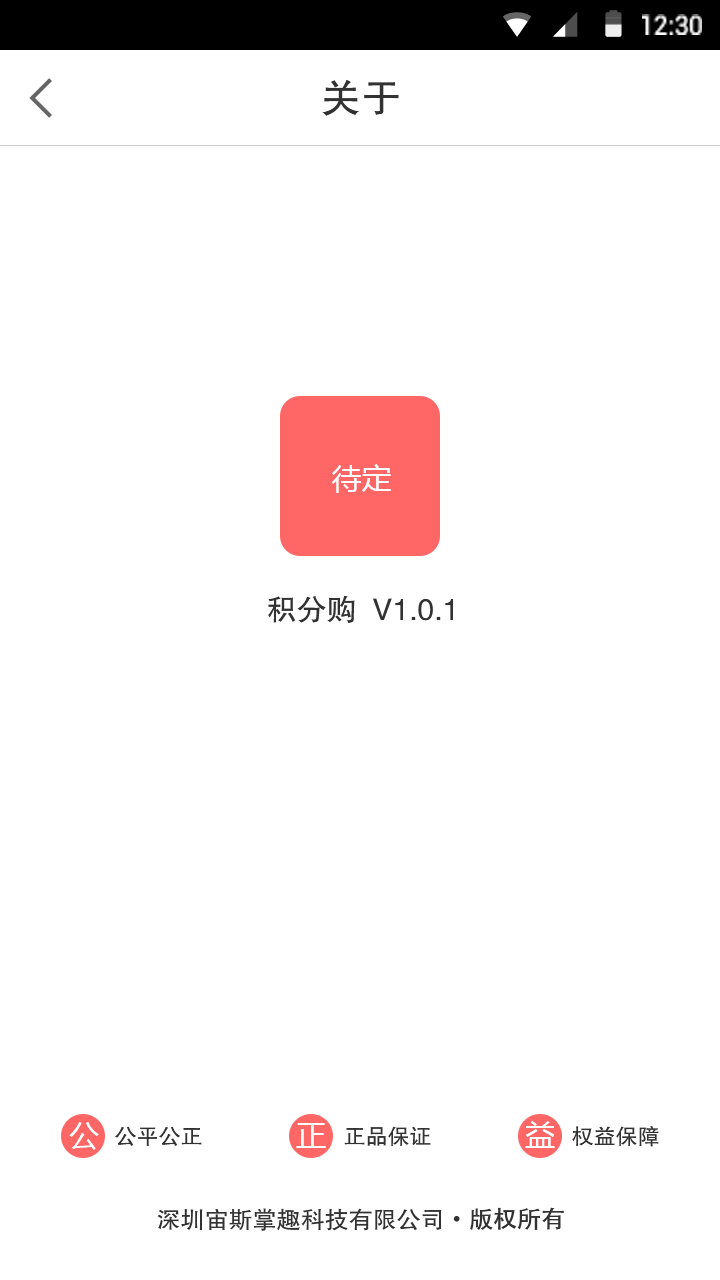 12:30
关于
待定
积分购 V1.0.1
公 公平公正 正 正品保证 益 权益保障
深圳宙斯掌趣科技有限公司·版权所有